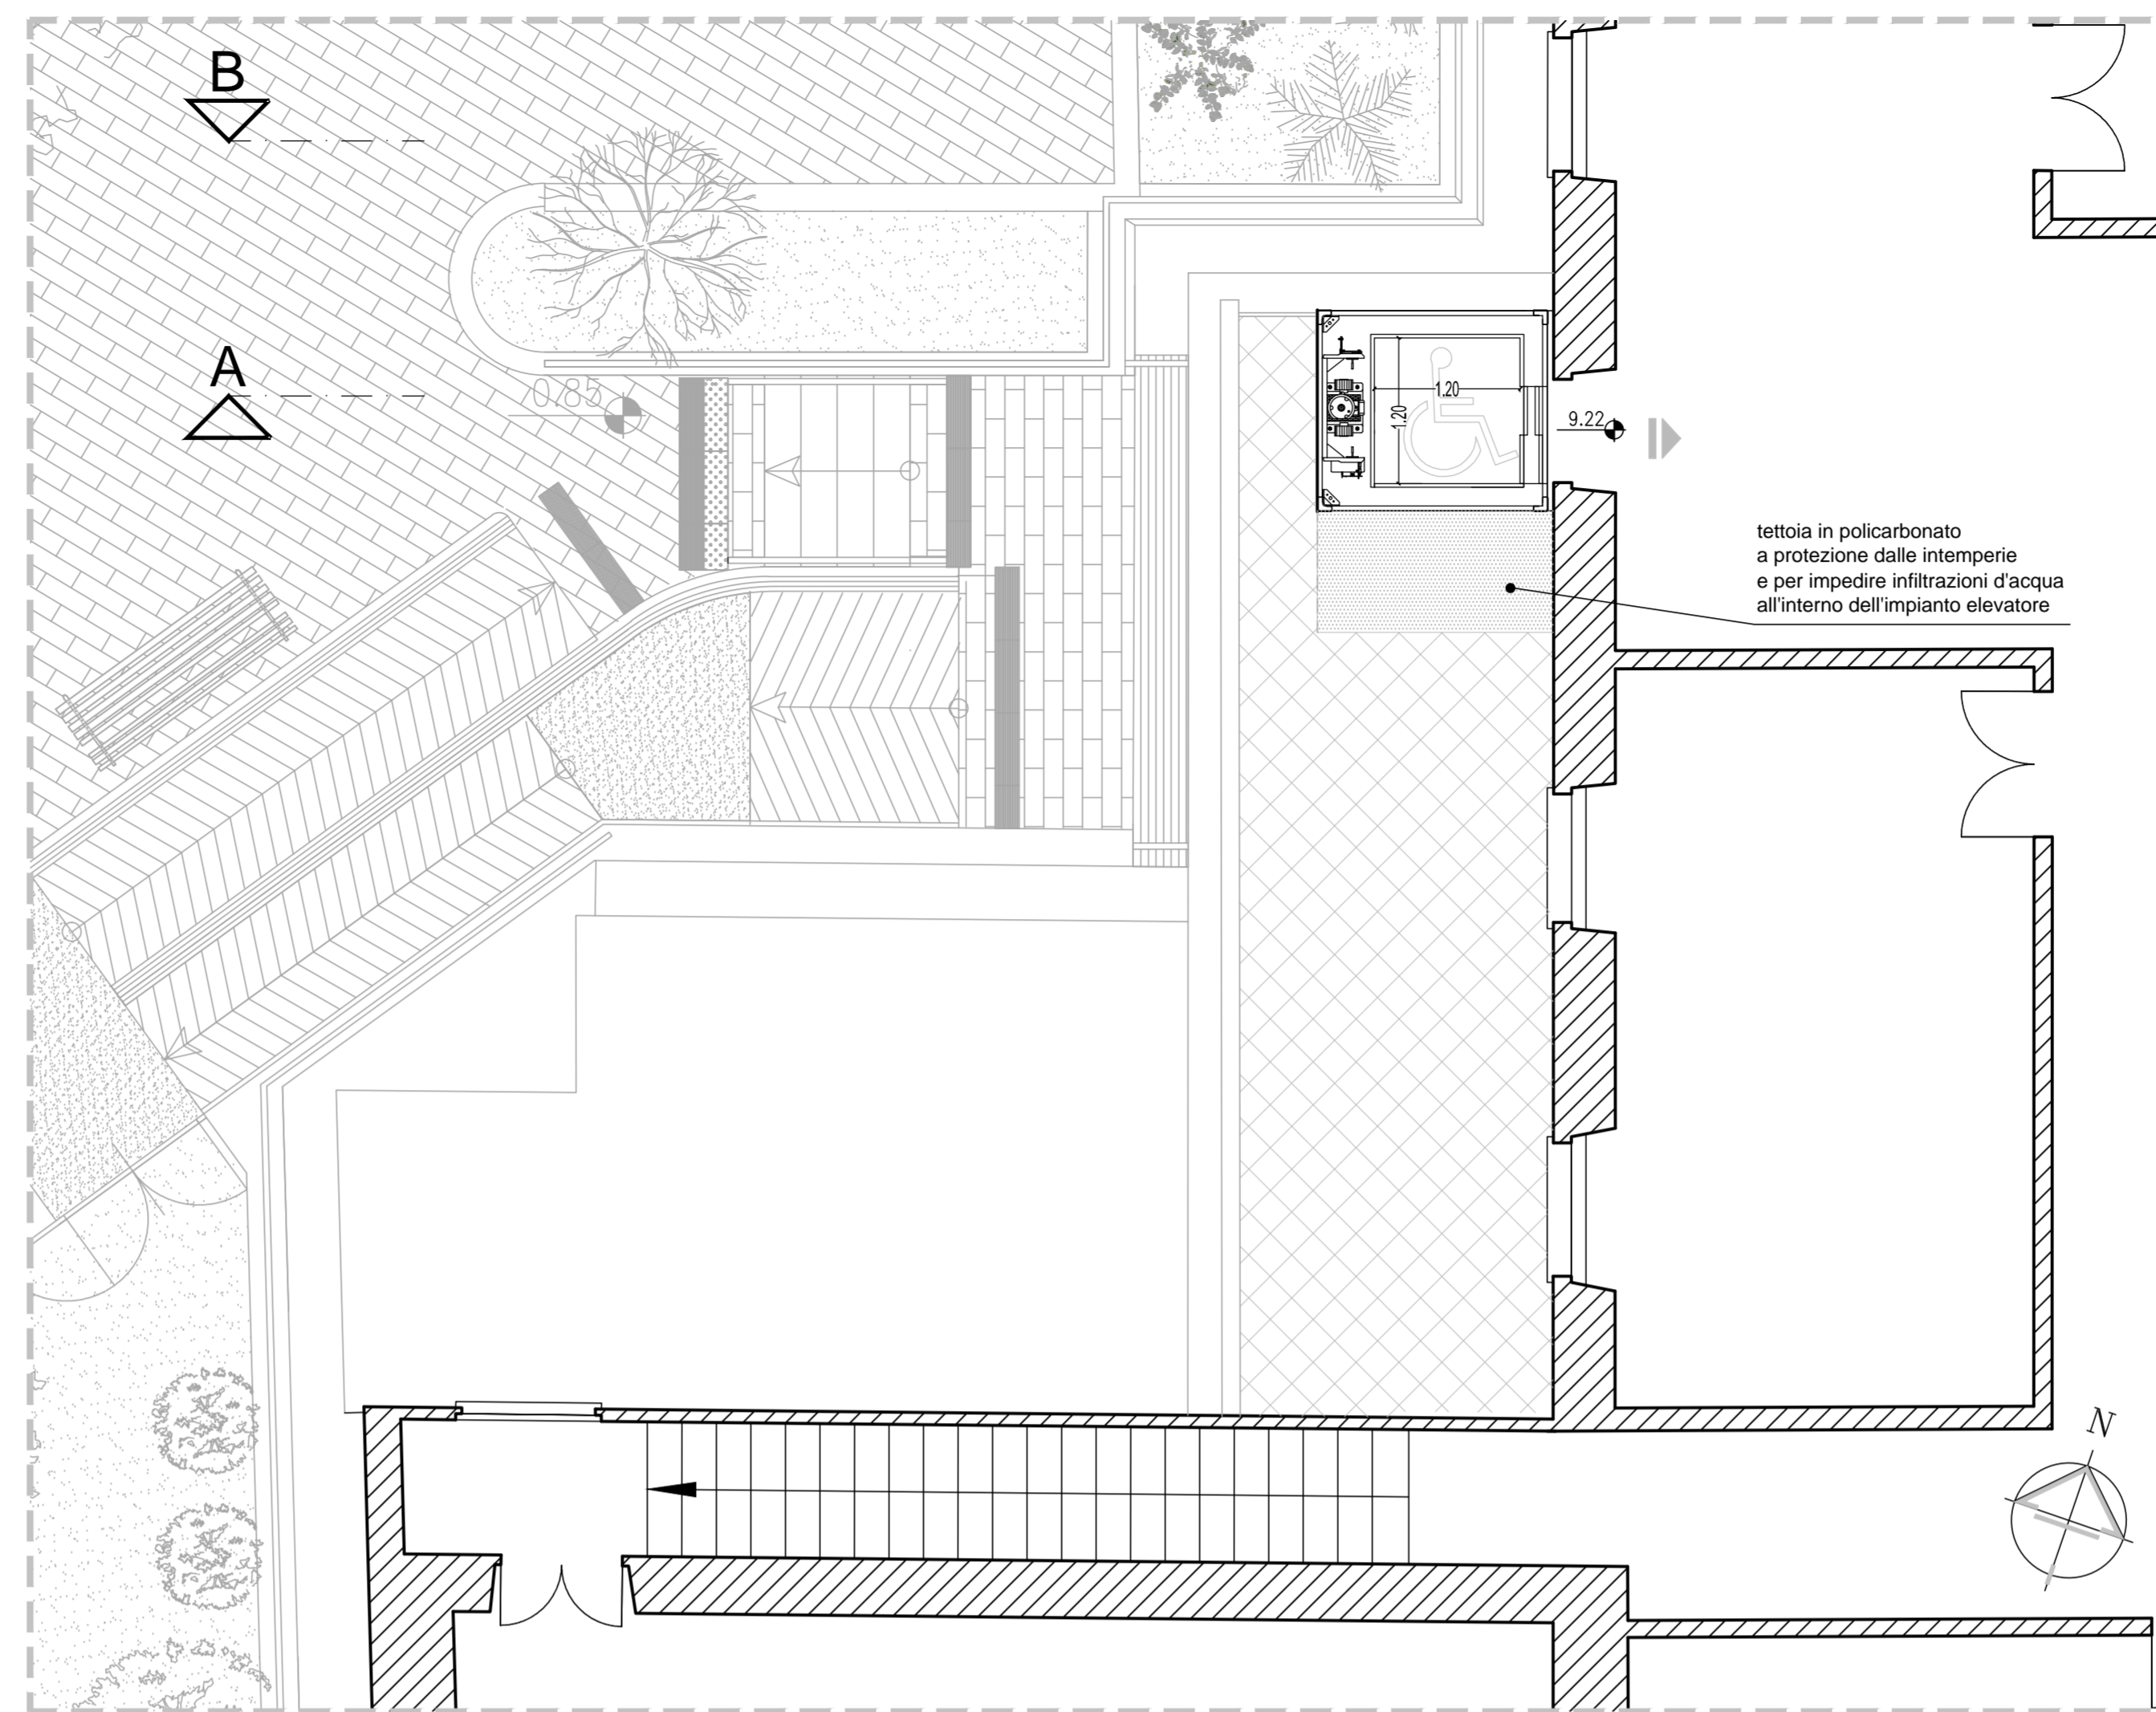 B
A
0.85
1.20
1.20
9.22
tettoia in policarbonato
a protezione dalle intemperie
e per impedire infiltrazioni d'acqua
all'interno dell'impianto elevatore
N